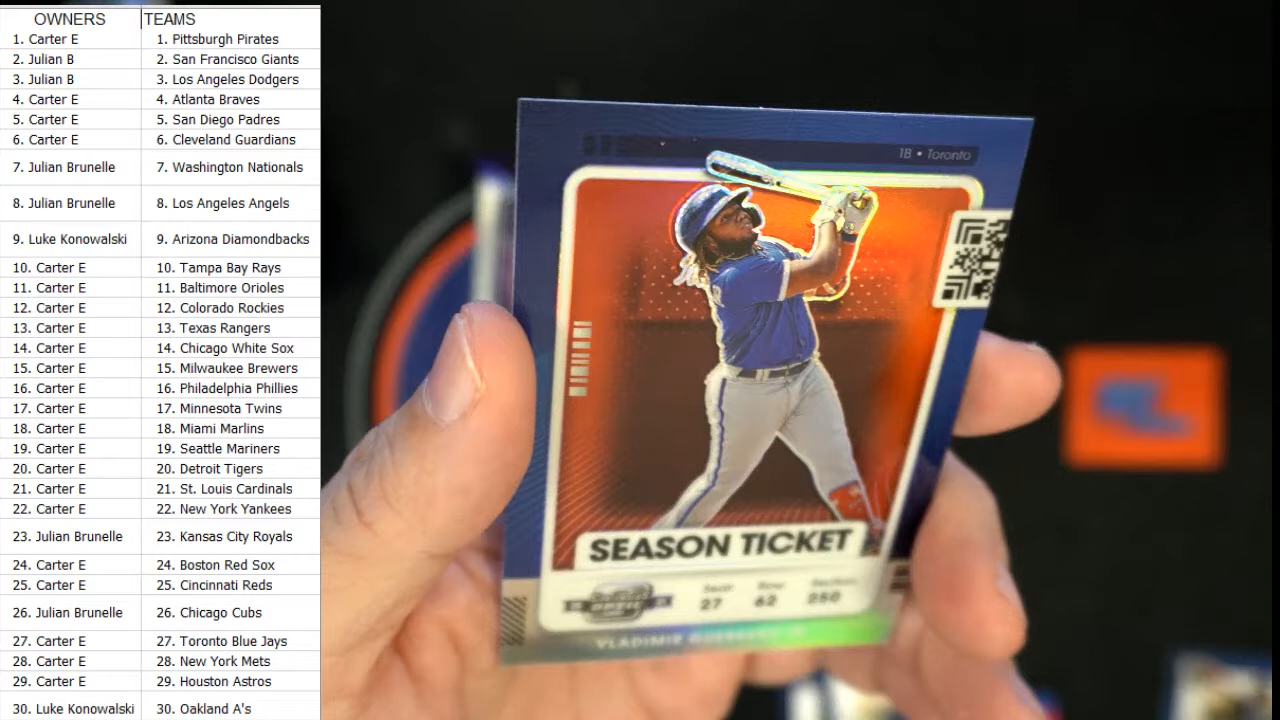 OWNERS TEAMS
1. Carter E 1. Pittsburgh Pirates
2. Julian B 2. San Francisco Giants
3. Julian B 3. Los Angeles Dodgers
4. Carter E 4. Atlanta Braves
5. Carter E 5. San Diego Padres
6. Carter E 6. Cleveland Guardians
7. Julian Brunelle 7. Washington Nationals
8. Julian Brunelle 8. Los Angeles Angels
9. Luke Konowalski 9. Arizona Diamondbacks
10. Carter E 10. Tampa Bay Rays
11. Carter E 11. Baltimore Orioles
12. Carter E 12. Colorado Rockies
13. Carter E 13. Texas Rangers
14. Carter E 14. Chicago White Sox
15. Carter E 15. Milwaukee Brewers
16. Carter E 16. Philadelphia Phillies
17. Carter E 17. Minnesota Twins
18. Carter E 18. Miami Marlins
19. Carter E 19. Seattle Mariners
20. Carter E 20. Detroit Tigers
21. Carter E 21. St. Louis Cardinals
22. Carter E 22. New York Yankees
23. Julian Brunelle 23. Kansas City Royals
24. Carter E 24. Boston Red Sox
25. Carter E 25. Cincinnati Reds
26. Julian Brunelle 26. Chicago Cubs
27. Carter E 27. Toronto Blue Jays
28. Carter E 28. New York Mets
29. Carter E 29. Houston Astros
30. Luke Konowalski 30. Oakland A's
1B • Toronto
SEASON TICKET
Seat Row Section
27 62 250
VLADIMIR